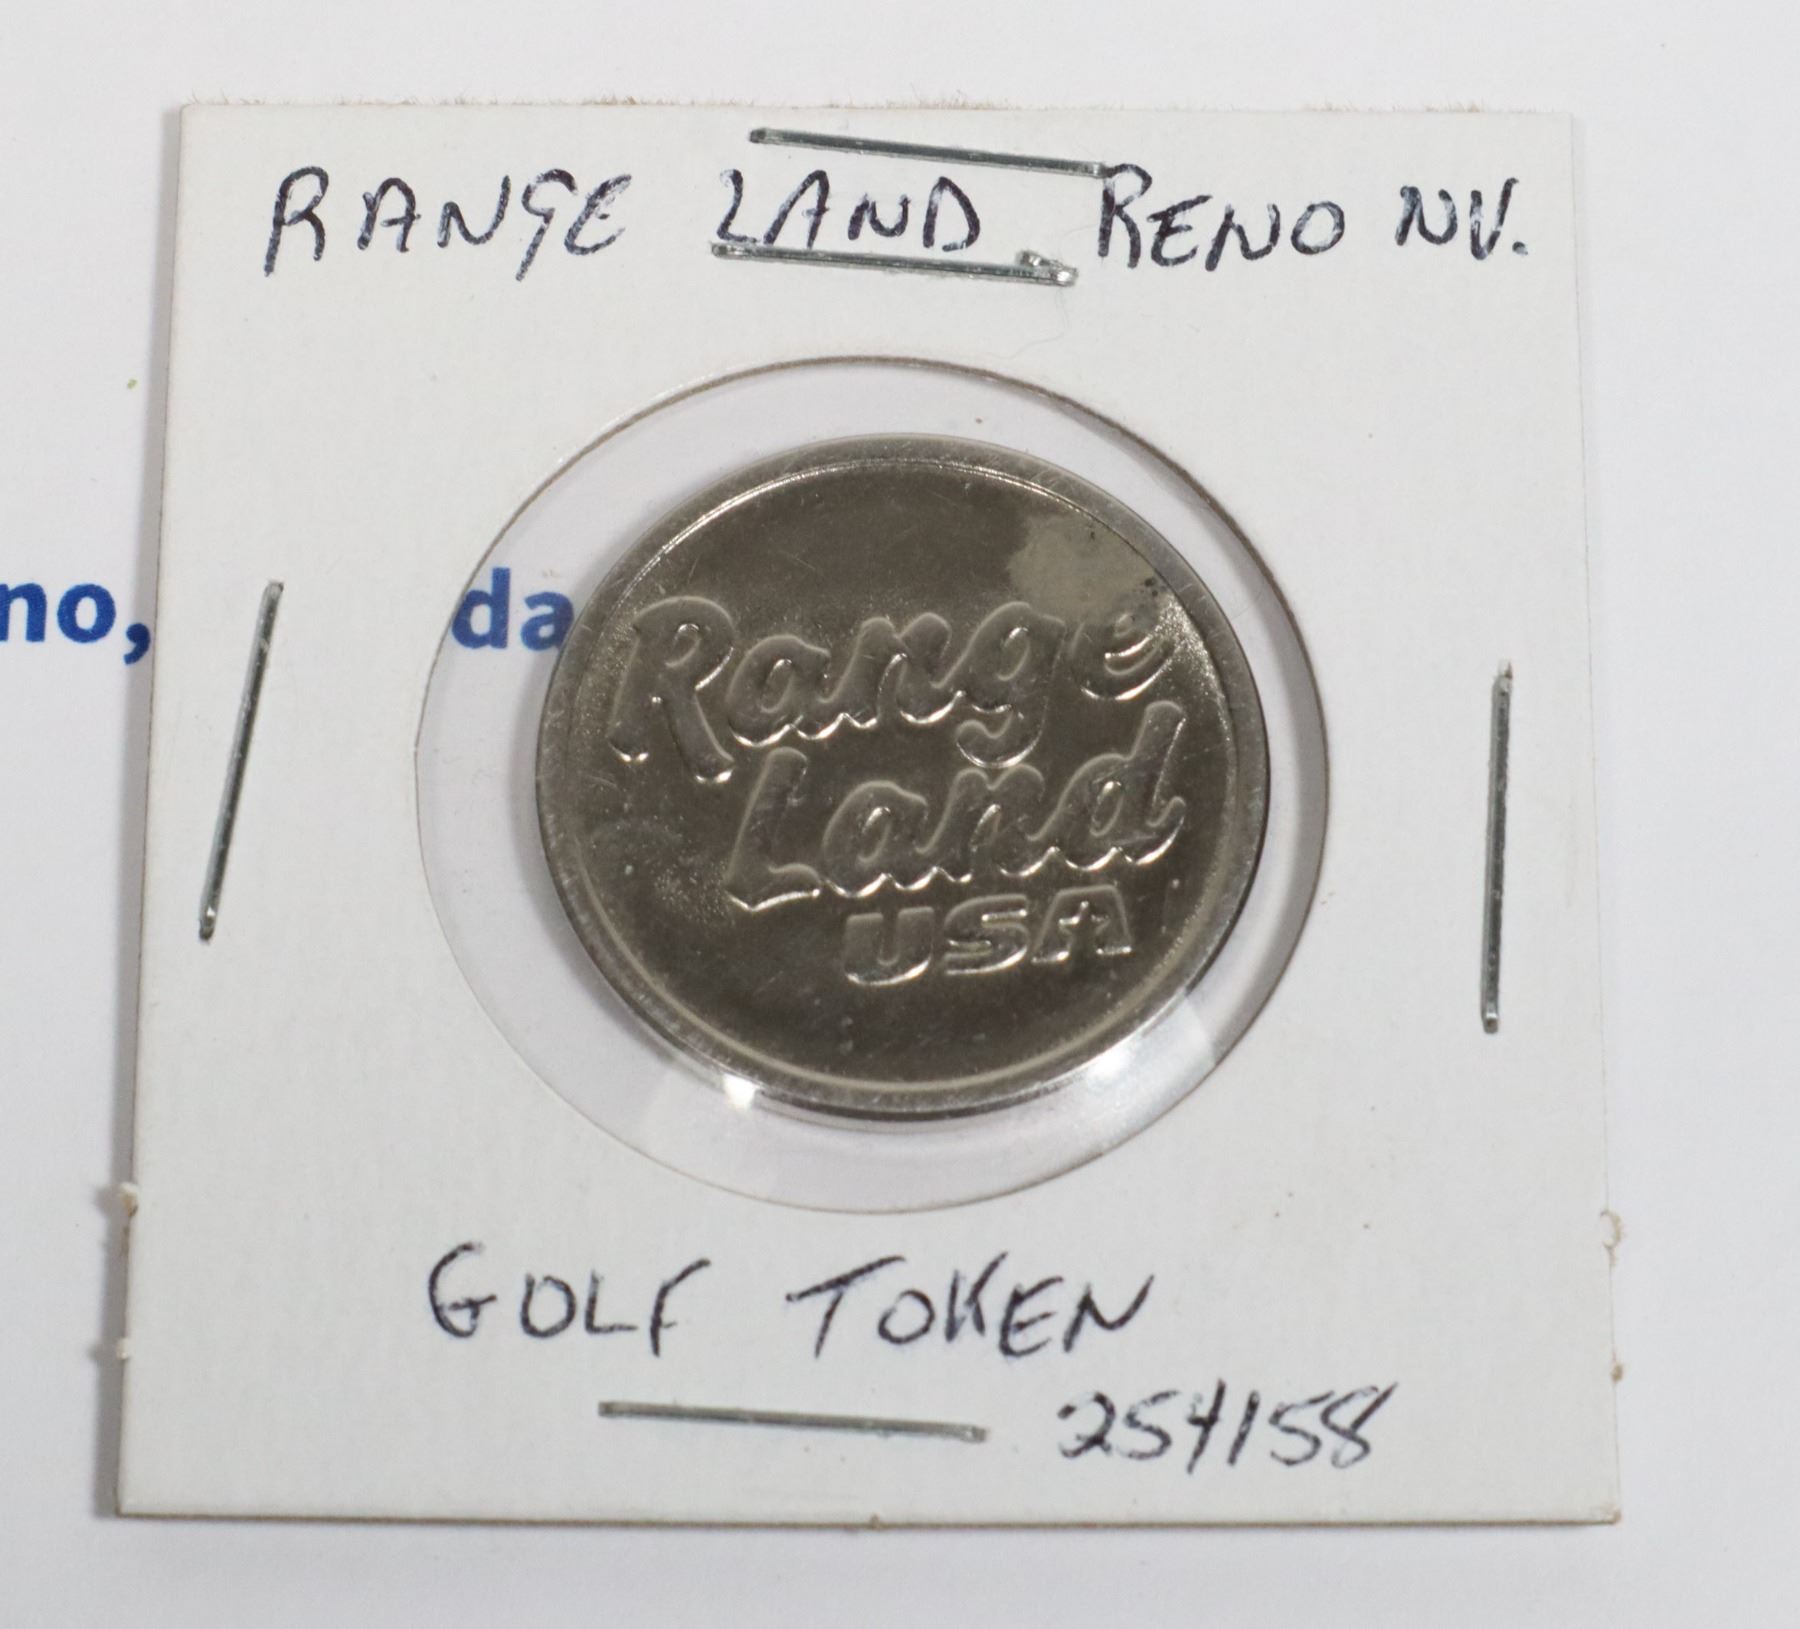 RANGE LAND RENO NV.
no, da
Range
Land
USA
GOLF TOKEN
254158